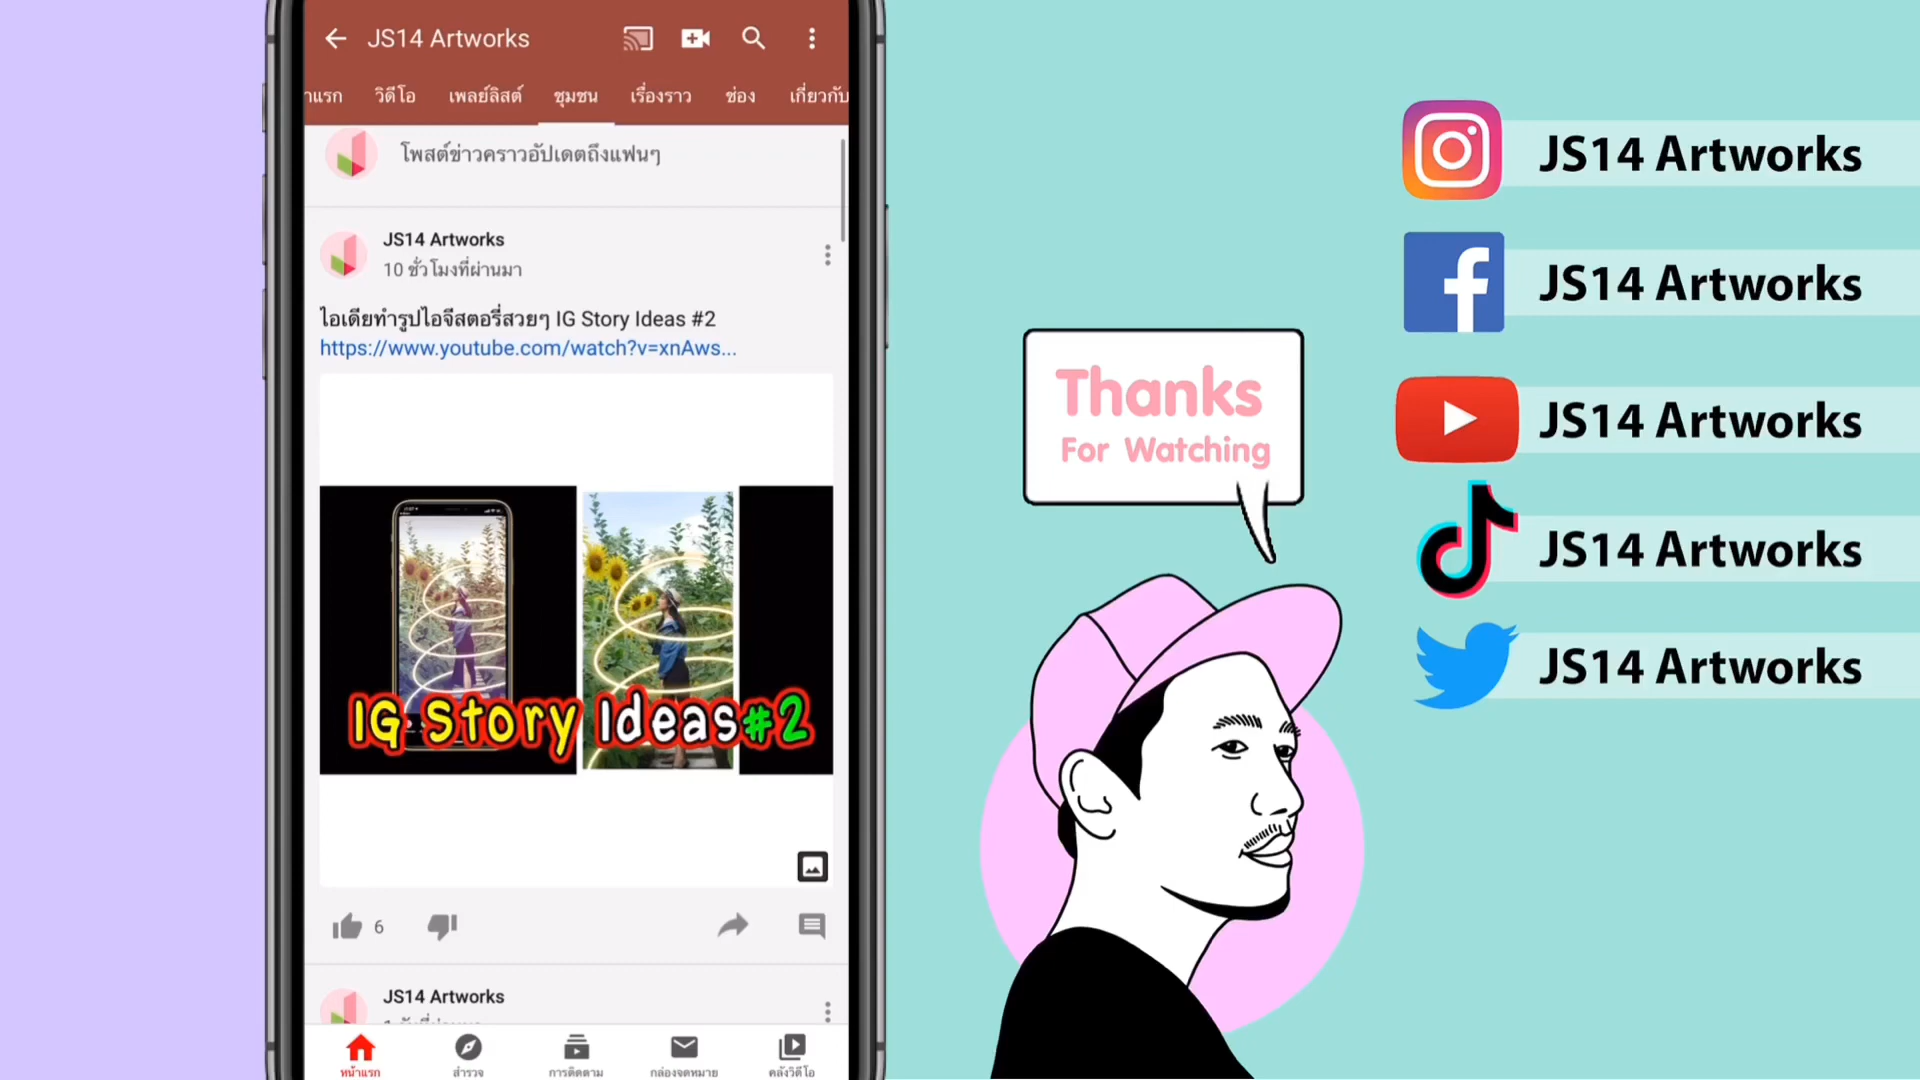 JS14 Artworks
าแรก วิดีโอ เพลย์ลิสต์ ชุมชน เรื่องราว ช่อง เกี่ยวกับ
โพสต์ข่าวคราวอัปเดตถึงแฟนๆ
JS14 Artworks
10 ชั่วโมงที่ผ่านมา
ไอเดียทำรูปไอจีสตอรี่สวยๆ IG Story Ideas #2
https://www.youtube.com/watch?v=xnAws...
IG Story Ideas #2
6
JS14 Artworks
หน้าแรก สำรวจ การติดตาม กล่องจดหมาย คลังวิดีโอ
Thanks
For Watching
JS14 Artworks
JS14 Artworks
JS14 Artworks
JS14 Artworks
JS14 Artworks